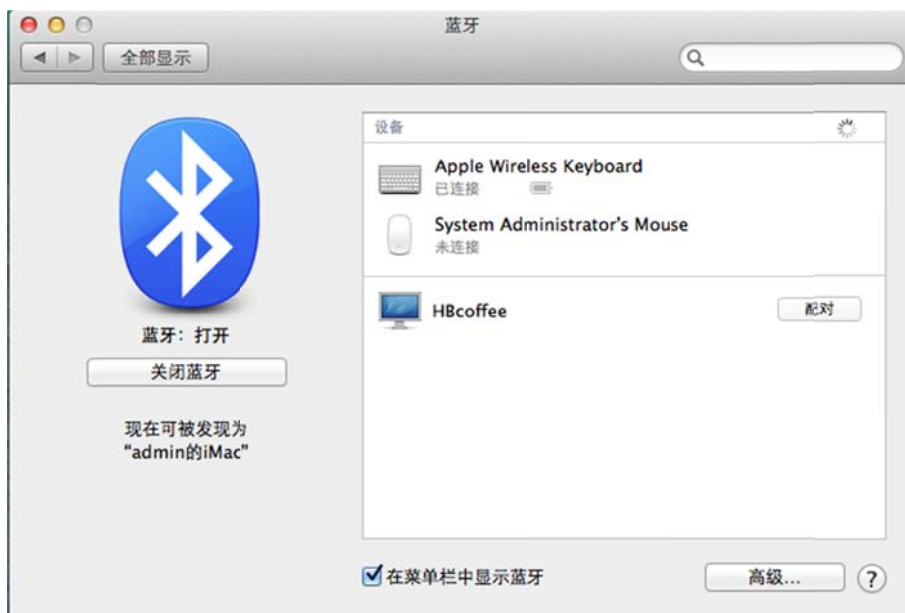 蓝牙
全部显示
设备
Apple Wireless Keyboard
已连接
System Administrator's Mouse
未连接
HBcoffee
配对
蓝牙：打开
关闭蓝牙
现在可被发现为
“admin的iMac”
在菜单栏中显示蓝牙
高级...
?